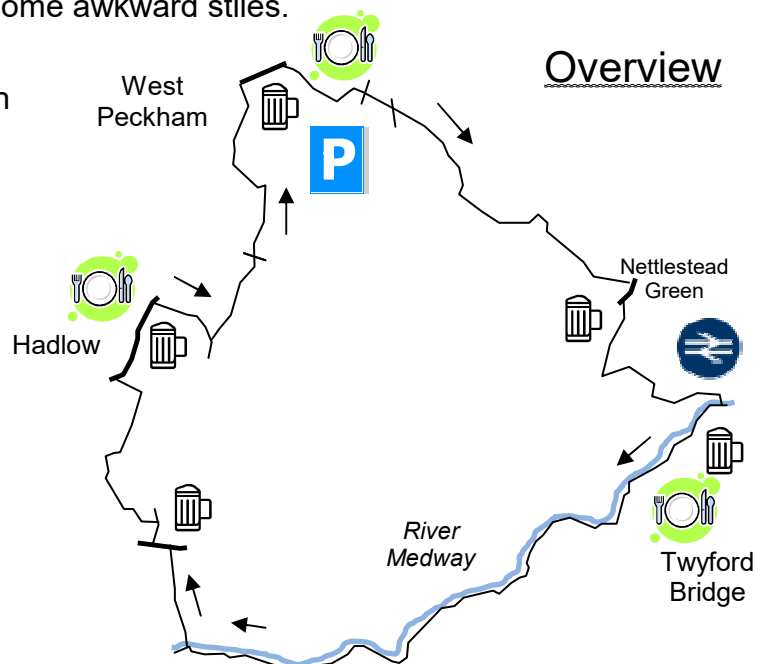 ome awkward stiles.
n
Overview
West
Peckham
P
Nettlestead
Green
Hadlow
River
Medway
Twyford
Bridge